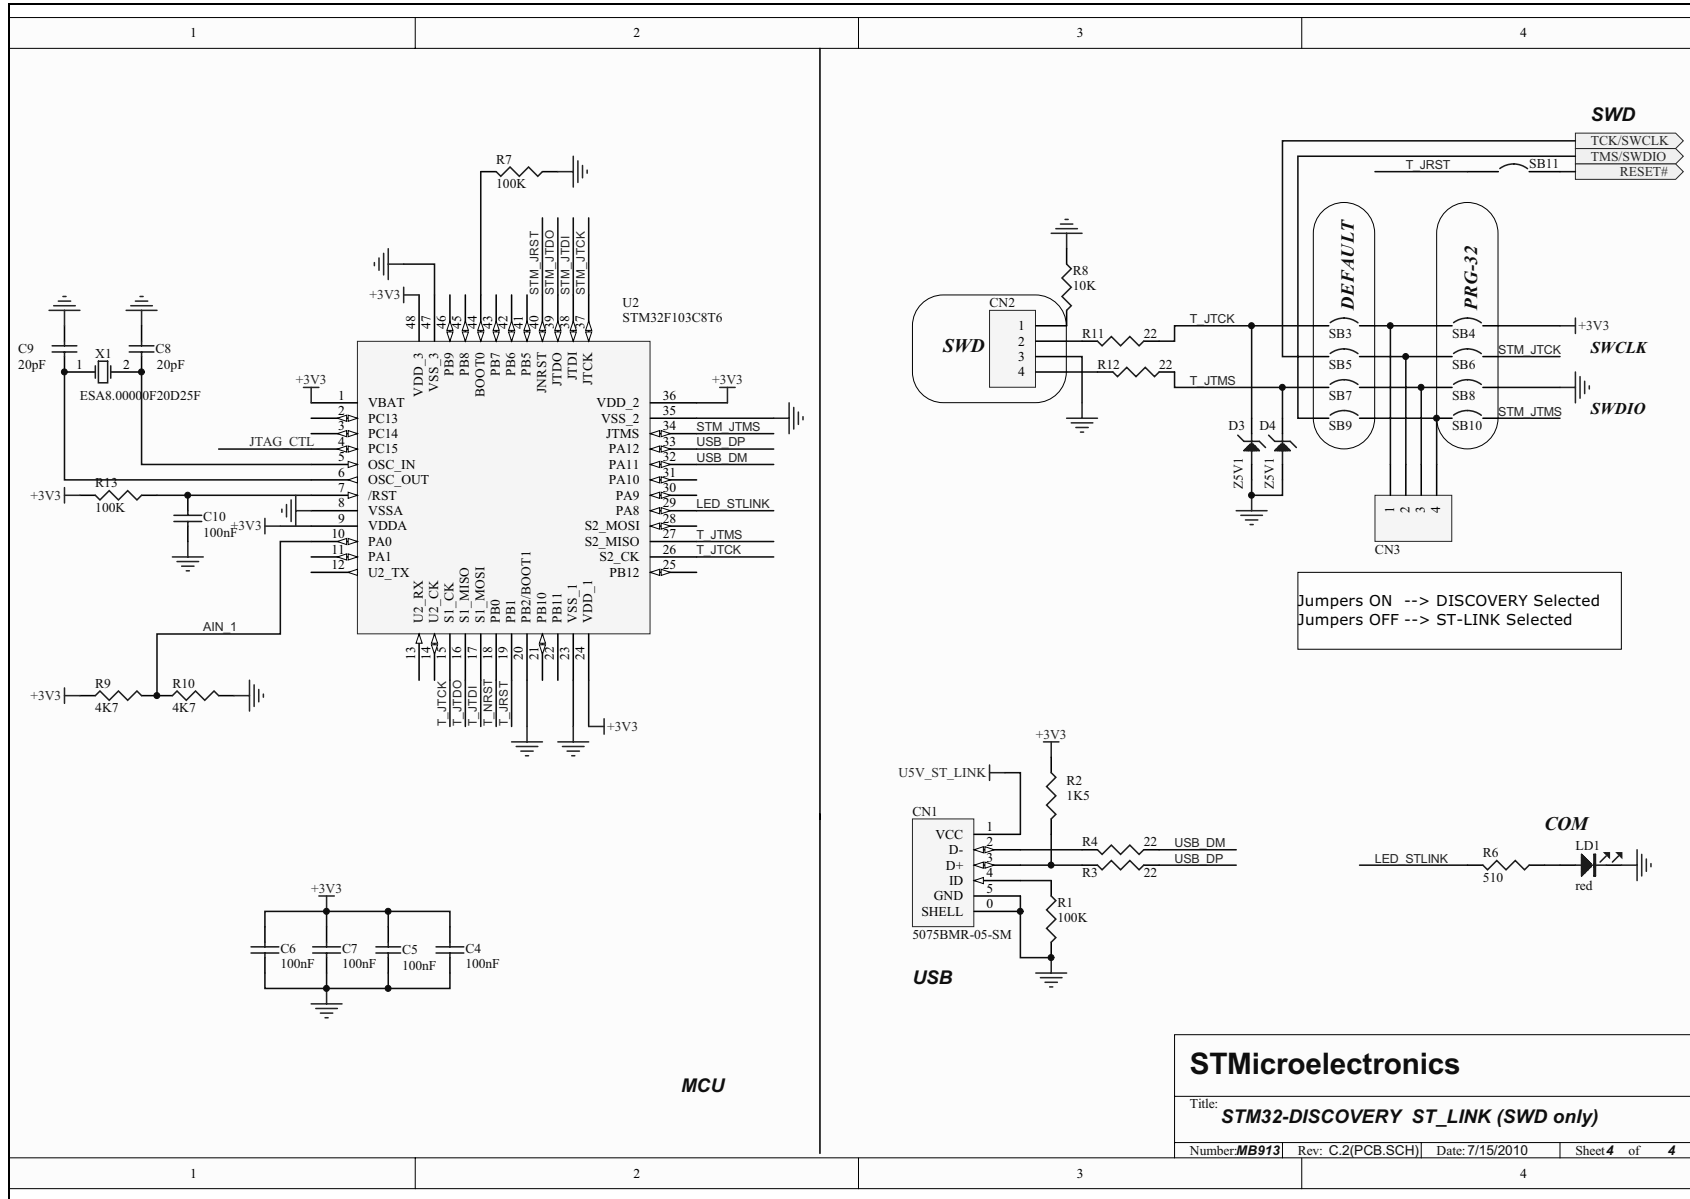 1
2
3
4
SWD
TCK/SWCLK
TMS/SWDIO
RESET#
T_JRST
SB11
R7
100K
STM_JRST
STM_JTDO
STM_JTDI
STM_JTCK
+3V3
48
47
46
45
44
43
42
41
40
39
38
37
U2
STM32F103C8T6
VDD_3
VSS_3
PB9
PB8
BOOT0
PB7
PB6
PB5
JNRST
JTDO
JTDI
JTCK
C9
20pF
X1
1
2
C8
20pF
ESA8.00000F20D25F
+3V3
1
VBAT
2
PC13
3
PC14
JTAG_CTL
4
PC15
5
OSC_IN
6
OSC_OUT
+3V3
R13
100K
7
/RST
8
VSSA
C10
100nF
+3V3
9
VDDA
10
PA0
11
PA1
12
U2_TX
+3V3
VDD_2
36
VSS_2
35
JTMS
34
STM_JTMS
PA12
33
USB_DP
PA11
32
USB_DM
PA10
31
PA9
30
PA8
29
LED_STLINK
S2_MOSI
28
S2_MISO
27
T_JTMS
S2_CK
26
T_JTCK
PB12
25
U2_RX
U2_CK
S1_CK
S1_MISO
S1_MOSI
PB0
PB1
PB2/BOOT1
PB10
PB11
VSS_1
VDD_1
13
14
15
16
17
18
19
20
21
22
23
24
T_JTCK
T_JTDO
T_JTDI
T_NRST
T_JRST
+3V3
AIN_1
+3V3
R9
4K7
R10
4K7
+3V3
C6
100nF
C7
100nF
C5
100nF
C4
100nF
MCU
R8
10K
CN2
SWD
1
2
3
4
R11
22
T_JTCK
R12
22
T_JTMS
D3
D4
Z5V1
Z5V1
DEFAULT
PRG-32
SB3
SB4
+3V3
SWCLK
SB5
SB6
STM_JTCK
SB7
SB8
SWDIO
SB9
SB10
STM_JTMS
1
2
3
4
CN3
Jumpers ON --> DISCOVERY Selected
Jumpers OFF --> ST-LINK Selected
+3V3
U5V_ST_LINK
R2
1K5
CN1
VCC
1
D-
2
R4
22
USB_DM
D+
3
R3
22
USB_DP
ID
4
GND
5
SHELL
0
R1
100K
5075BMR-05-SM
USB
COM
LED_STLINK
R6
510
LD1
red
STMicroelectronics
Title:
STM32-DISCOVERY ST_LINK (SWD only)
Number:MB913 Rev: C.2(PCB.SCH) Date:7/15/2010 Sheet 4 of 4
1
2
3
4